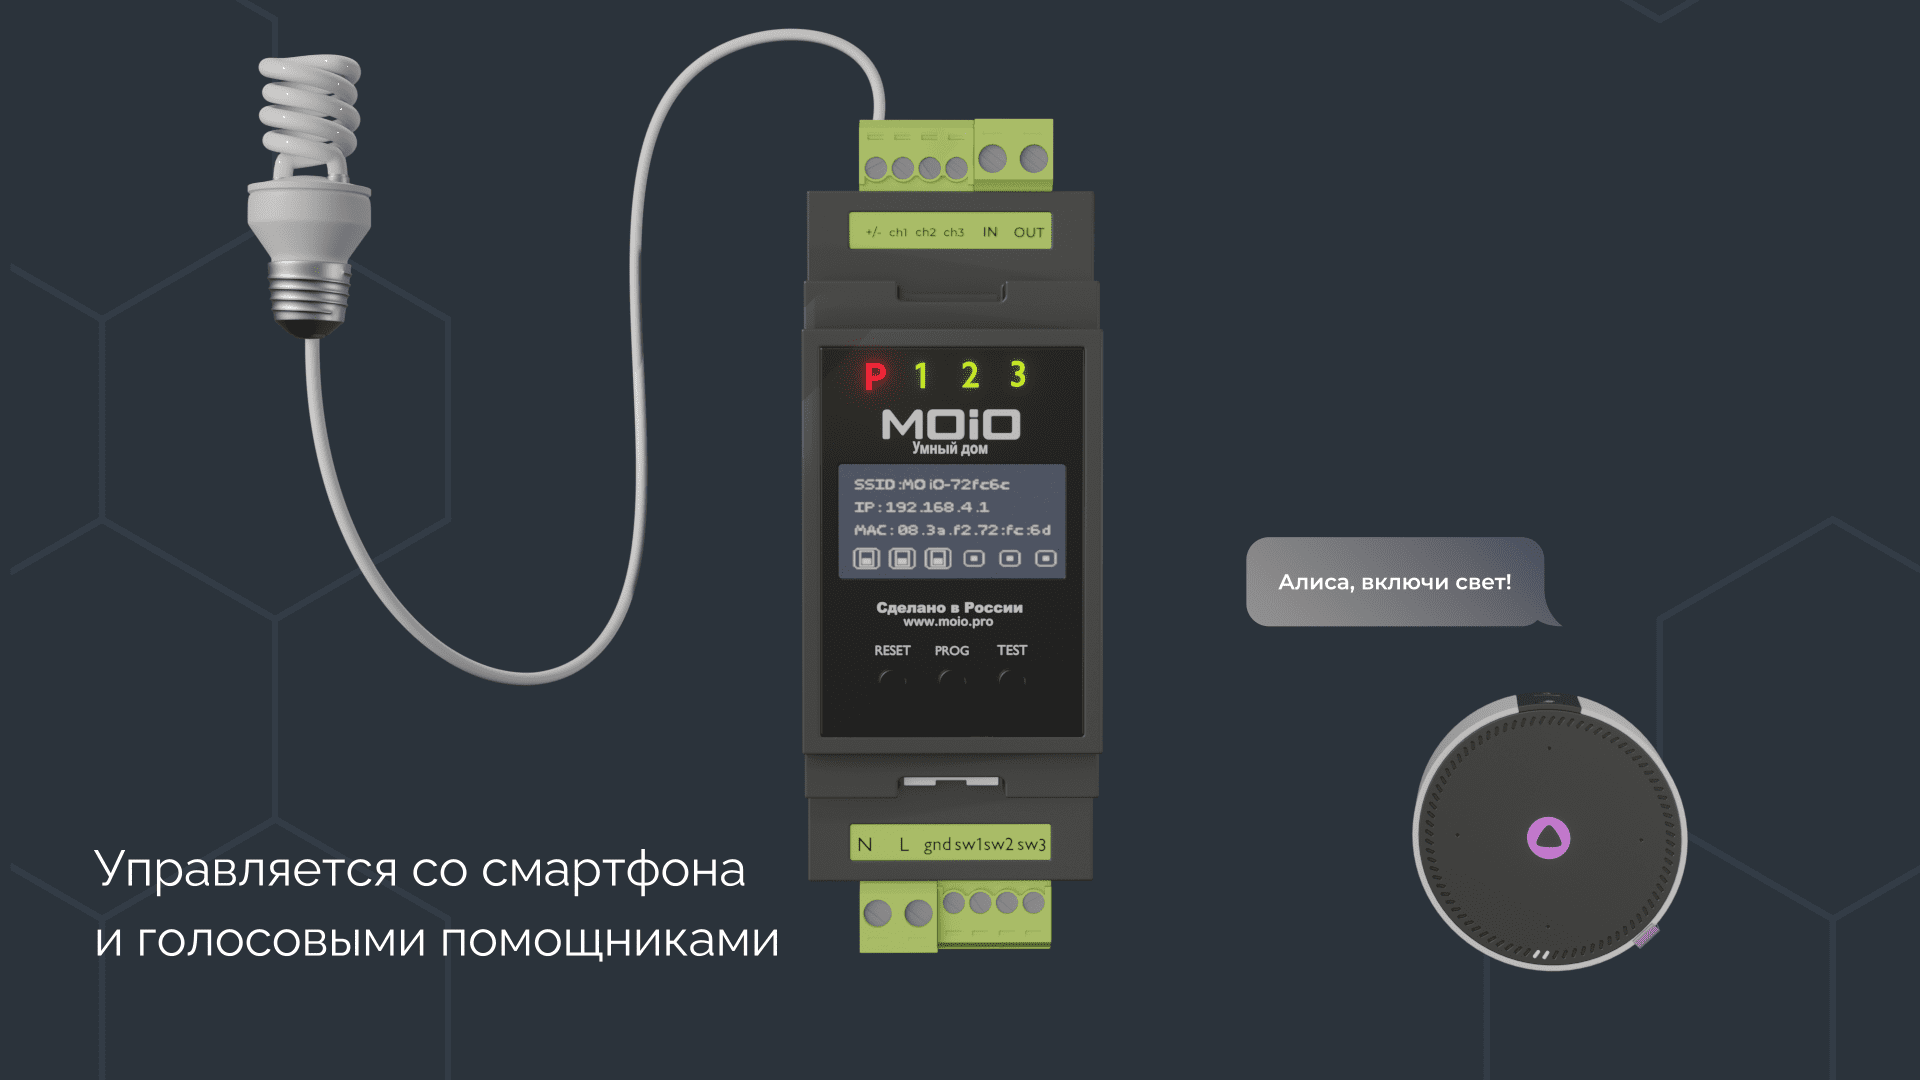 +/- ch1 ch2 ch3 IN OUT
P 1 2 3
MOiO
Умный дом
SSID:MOiO-72fc6c
IP:192.168.4.1
MAC:08.3a.f2.72:fc:6d
Сделано в России
www.moio.pro
RESET PROG TEST
N L gnd sw1 sw2 sw3
Алиса, включи свет!
Управляется со смартфона
и голосовыми помощниками